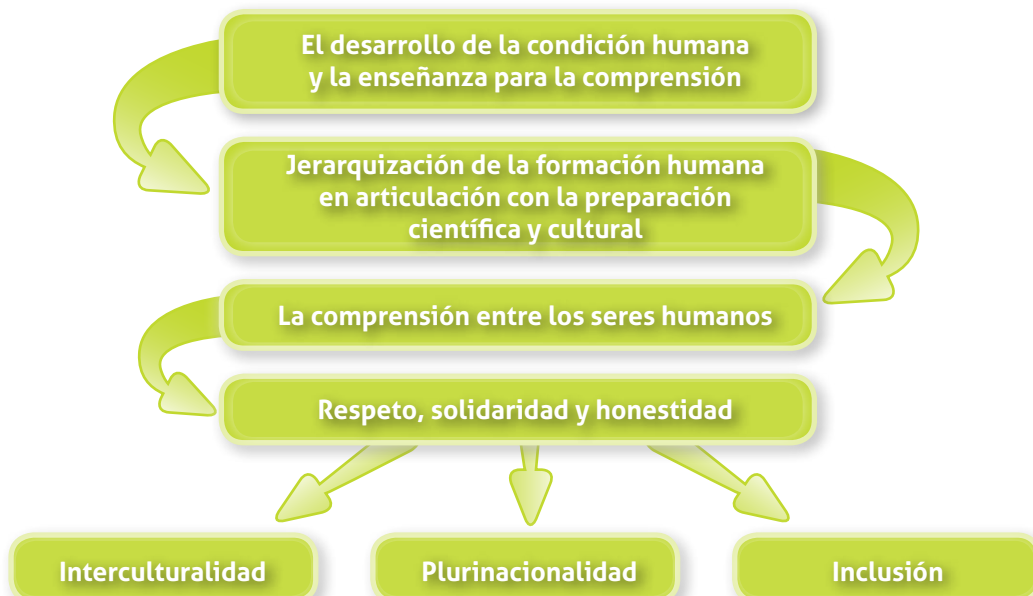 El desarrollo de la condición humana
y la enseñanza para la comprensión
Jerarquización de la formación humana
en articulación con la preparación
científica y cultural
La comprensión entre los seres humanos
Respeto, solidaridad y honestidad
Interculturalidad
Plurinacionalidad
Inclusión